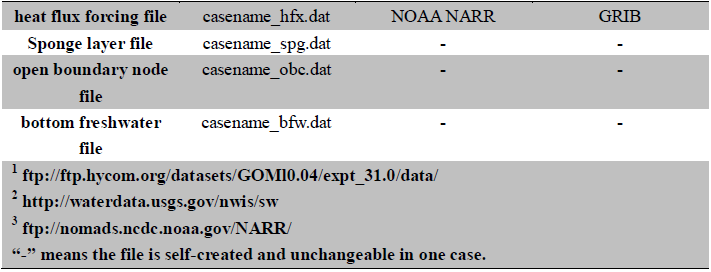 heat flux forcing file casename_hfx.dat NOAA NARR GRIB
Sponge layer file casename_spg.dat - -
open boundary node file casename_obc.dat - -
bottom freshwater file casename_bfw.dat - -
1 ftp://ftp.hycom.org/datasets/GOMl0.04/expt_31.0/data/
2 http://waterdata.usgs.gov/nwis/sw
3 ftp://nomads.ncdc.noaa.gov/NARR/
“-” means the file is self-created and unchangeable in one case.